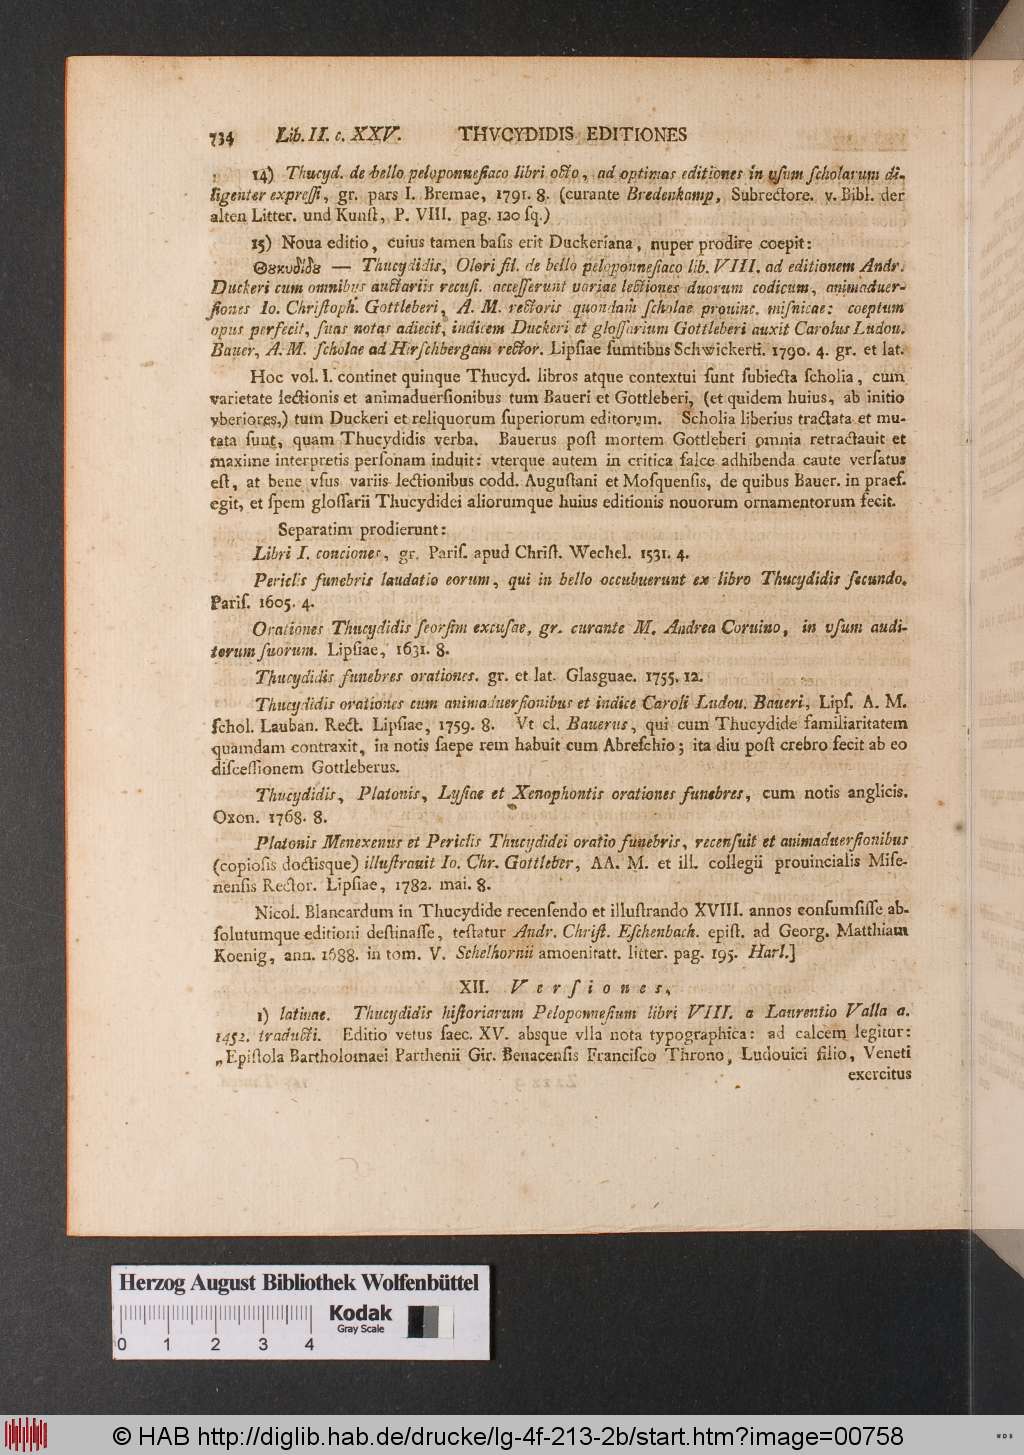 734 Lib. II. c. XXV. THVCYDIDIS EDITIONES
14) Thucyd. de bello peloponnesiaco libri octo, ad optimas editiones in vsum scholarum di-
ligenter expressi, gr. pars I. Bremae, 1791. 8. (curante Bredenkamp, Subrectore. v. Bibl. der
alten Litter. und Kunst, P. VIII. pag. 120 sq.)
15) Noua editio, cuius tamen basis erit Duckeriana, nuper prodire coepit:
Θȣκυδίδȣ — Thucydidis, Olori fil. de bello peloponnesiaco lib. VIII. ad editionem Andr.
Duckeri cum omnibus auctariis recusi. accesserunt variae lectiones duorum codicum, animaduer-
siones Io. Christoph. Gottleberi, A. M. rectoris quondam scholae prouinc. misnicae: coeptum
opus perfecit, suas notas adiecit, indicem Duckeri et glossarium Gottleberi auxit Carolus Ludou.
Bauer, A. M. scholae ad Hirschbergam rector. Lipsiae sumtibus Schwickerti. 1790. 4. gr. et lat.
Hoc vol. I. continet quinque Thucyd. libros atque contextui sunt subiecta scholia, cum
varietate lectionis et animaduersionibus tum Baueri et Gottleberi, (et quidem huius, ab initio
vberiores,) tum Duckeri et reliquorum superiorum editorum. Scholia liberius tractata et mu-
tata sunt, quam Thucydidis verba. Bauerus post mortem Gottleberi omnia retractauit et
maxime interpretis personam induit: vterque autem in critica falce adhibenda caute versatus
est, at bene vsus variis lectionibus codd. Augustani et Mosquensis, de quibus Bauer. in praef.
egit, et spem glossarii Thucydidei aliorumque huius editionis nouorum ornamentorum fecit.
Separatim prodierunt:
Libri I. conciones, gr. Paris. apud Christ. Wechel. 1531. 4.
Periclis funebris laudatio eorum, qui in bello occubuerunt ex libro Thucydidis secundo.
Paris. 1605. 4.
Orationes Thucydidis seorsim excusae, gr. curante M. Andrea Coruino, in vsum audi-
torum suorum. Lipsiae, 1631. 8.
Thucydidis funebres orationes. gr. et lat. Glasguae. 1755. 12.
Thucydidis orationes cum animaduersionibus et indice Caroli Ludou. Baueri, Lips. A. M.
schol. Lauban. Rect. Lipsiae, 1759. 8. Vt cl. Bauerus, qui cum Thucydide familiaritatem
quamdam contraxit, in notis saepe rem habuit cum Abreschio; ita diu post crebro fecit ab eo
discessionem Gottleberus.
Thucydidis, Platonis, Lysiae et Xenophontis orationes funebres, cum notis anglicis.
Oxon. 1768. 8.
Platonis Menexenus et Periclis Thucydidei oratio funebris, recensuit et animaduersionibus
(copiosis doctisque) illustrauit Io. Chr. Gottleber, AA. M. et ill. collegii prouincialis Mise-
nensis Rector. Lipsiae, 1782. mai. 8.
Nicol. Blancardum in Thucydide recensendo et illustrando XVIII. annos consumsisse ab-
solutumque editioni destinasse, testatur Andr. Christ. Eschenbach. epist. ad Georg. Matthiam
Koenig, ann. 1688. in tom. V. Schelhornii amoenitatt. litter. pag. 195. Harl.]
XII. Versiones,
1) latinae. Thucydidis historiarum Peloponnesium libri VIII. a Laurentio Valla a.
1452. traducti. Editio vetus saec. XV. absque vlla nota typographica: ad calcem legitur:
„Epistola Bartholomaei Parthenii Gir. Benacensis Francisco Throno, Ludouici filio, Veneti
exercitus
Herzog August Bibliothek Wolfenbüttel
Kodak
Gray Scale
0 1 2 3 4
© HAB http://diglib.hab.de/drucke/lg-4f-213-2b/start.htm?image=00758